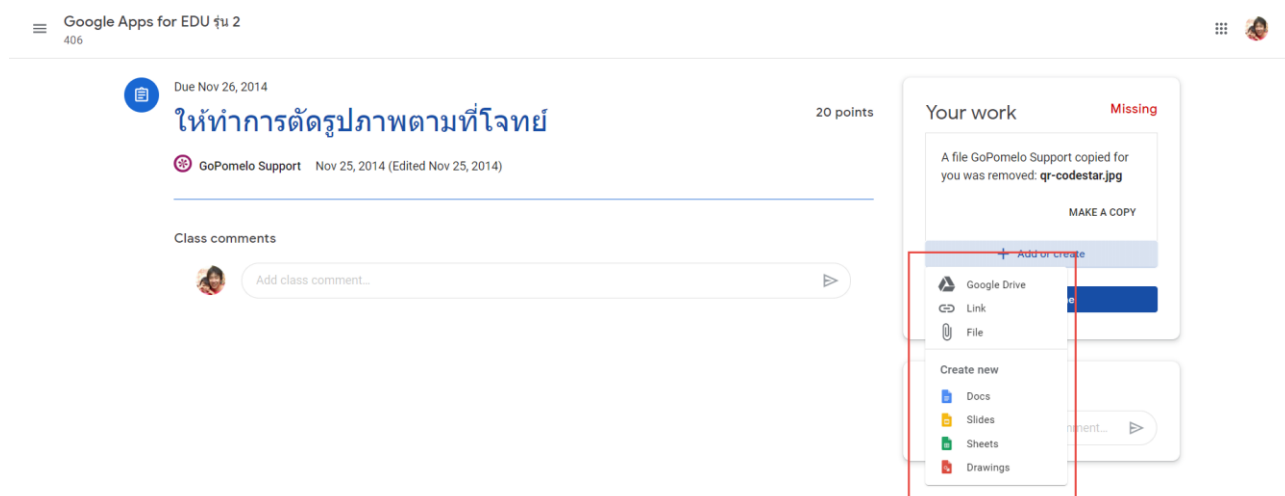 Google Apps for EDU รุ่น 2
406
Due Nov 26, 2014
ให้ทำการตัดรูปภาพตามที่โจทย์
20 points
GoPomelo Support Nov 25, 2014 (Edited Nov 25, 2014)
Class comments
Add class comment...
Your work
Missing
A file GoPomelo Support copied for
you was removed: qr-codestar.jpg
MAKE A COPY
+ Add or create
Google Drive
Link
File
Create new
Docs
Slides
Sheets
Drawings